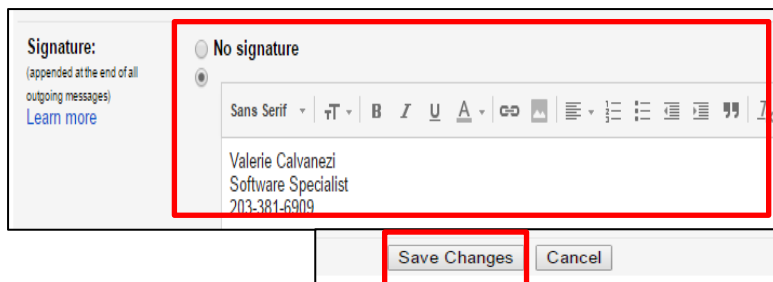 Signature:
(appended at the end of all
outgoing messages)
Learn more
No signature
Sans Serif
Valerie Calvanezi
Software Specialist
203-381-6909
Save Changes
Cancel